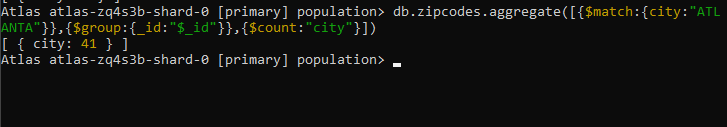 Atlas atlas-zq4s3b-shard-0 [primary] population> db.zipcodes.aggregate([{$match:{city:"ATL
ANTA"}},{$group:{_id:"$_id"}},{$count:"city"}])
[ { city: 41 } ]
Atlas atlas-zq4s3b-shard-0 [primary] population>